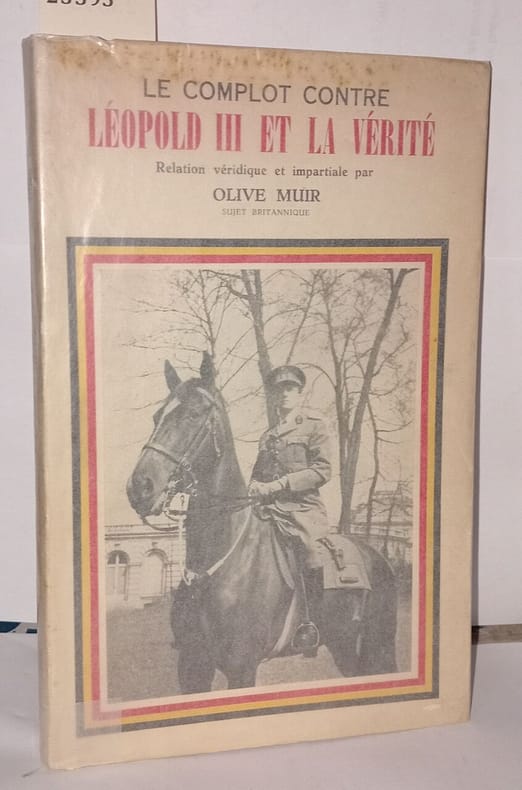 LE COMPLOT CONTRE
LÉOPOLD III ET LA VÉRITÉ
Relation véridique et impartiale par
OLIVE MUIR
SUJET BRITANNIQUE